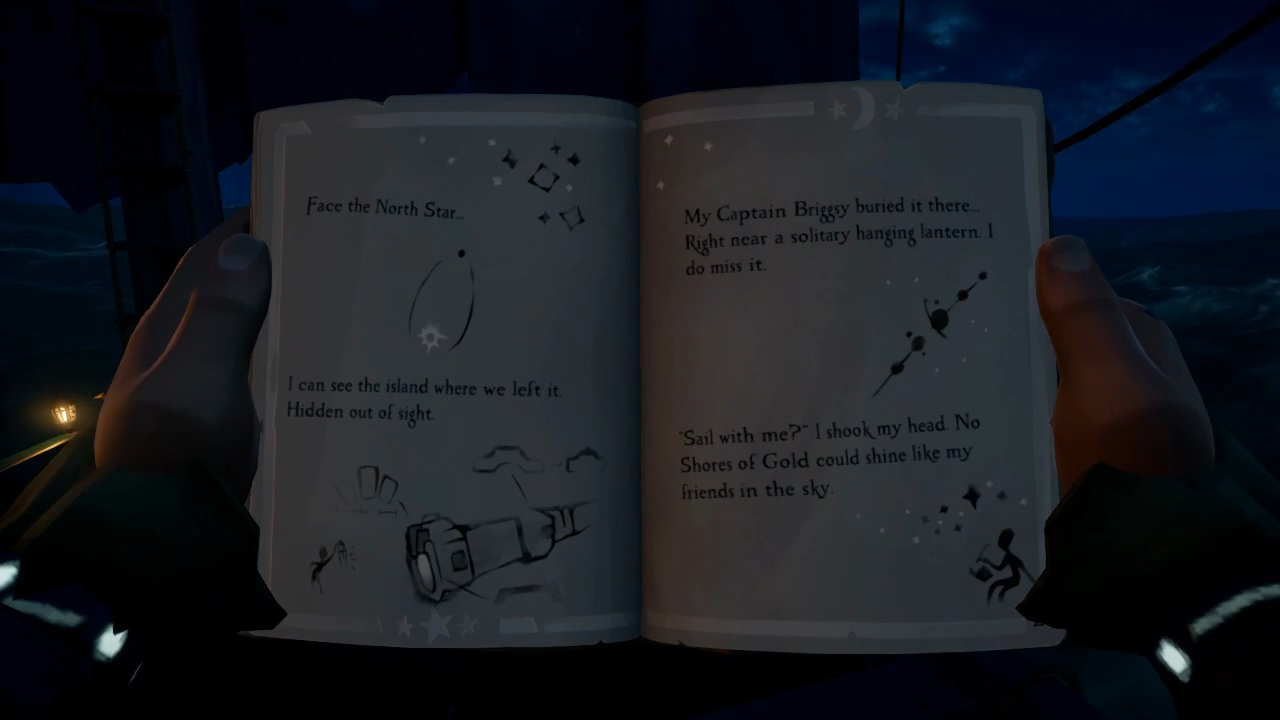 Face the North Star...
I can see the island where we left it.
Hidden out of sight.
My Captain Briggsy buried it there...
Right near a solitary hanging lantern. I
do miss it.
"Sail with me?" I shook my head. No
Shores of Gold could shine like my
friends in the sky.